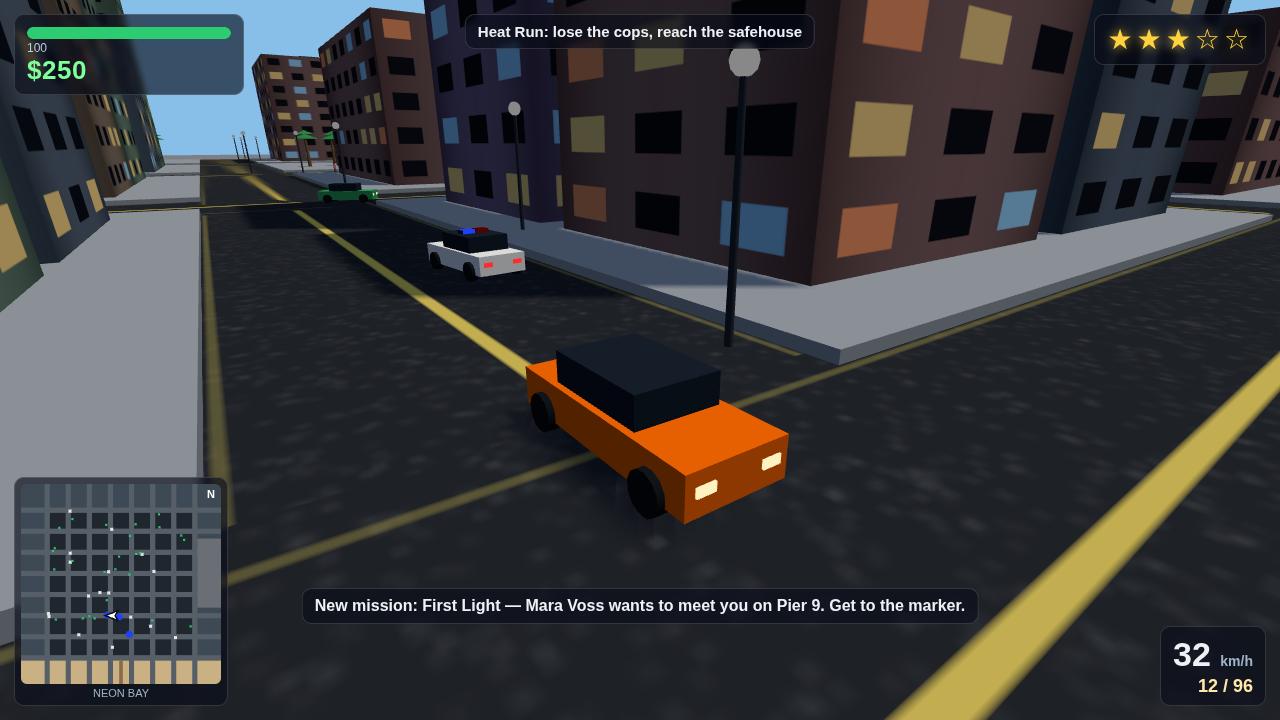 Heat Run: lose the cops, reach the safehouse
100
$250
★★★☆☆
N
New mission: First Light — Mara Voss wants to meet you on Pier 9. Get to the marker.
NEON BAY
32 km/h
12 / 96